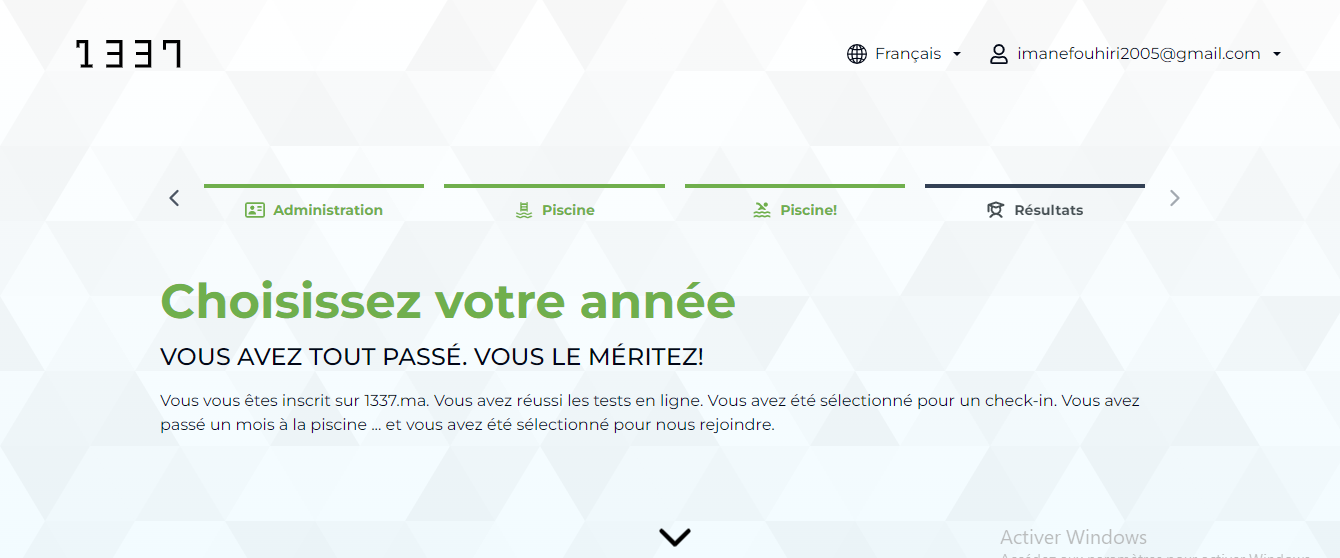 1337
Français
imanefouhiri2005@gmail.com
Administration
Piscine
Piscine!
Résultats
Choisissez votre année
VOUS AVEZ TOUT PASSÉ. VOUS LE MÉRITEZ!
Vous vous êtes inscrit sur 1337.ma. Vous avez réussi les tests en ligne. Vous avez été sélectionné pour un check-in. Vous avez
passé un mois à la piscine ... et vous avez été sélectionné pour nous rejoindre.
Activer Windows